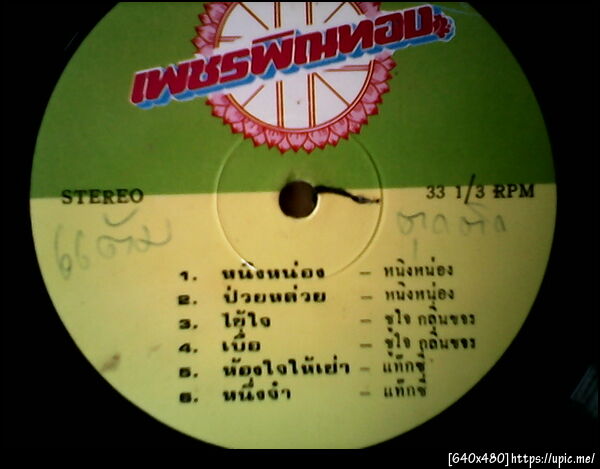 เพชรพิณทอง
STEREO 33 1/3 RPM
1. หนิงหน่อง – หนิงหน่อง
2. ป่วยหด่วย – หนิงหน่อง
3. ไข้ใจ – ชูใจ กลิ่นขจร
4. เบื่อ – ชูใจ กลิ่นขจร
5. ห้องใจให้เช่า – แท๊กซี่
6. หนึ่งจำ – แท๊กซี่
[640x480]https://upic.me/